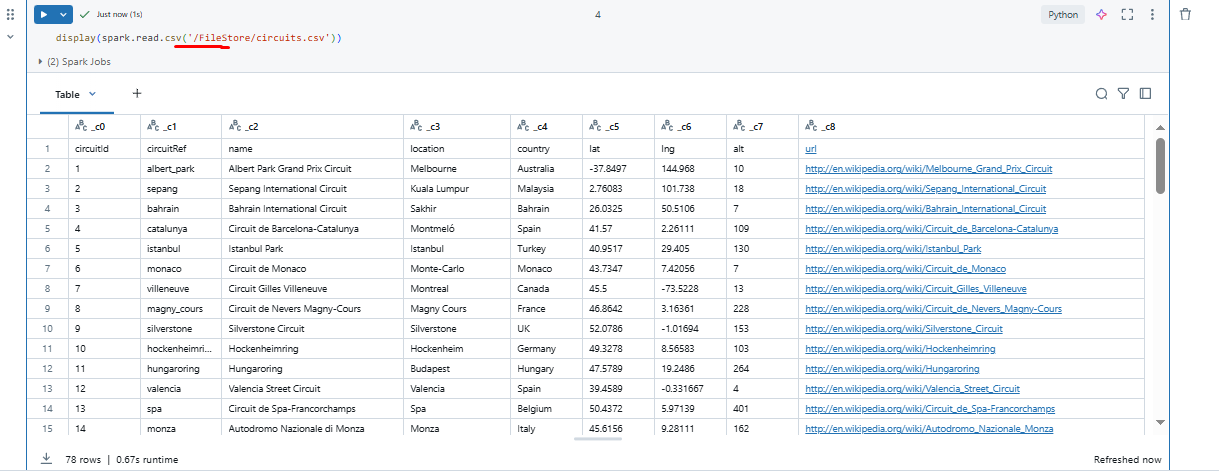 Just now (1s)
4
Python
display(spark.read.csv('/FileStore/circuits.csv'))
(2) Spark Jobs
Table
+
ABC _c0 ABC _c1 ABC _c2 ABC _c3 ABC _c4 ABC _c5 ABC _c6 ABC _c7 ABC _c8
1 circuitId circuitRef name location country lat lng alt url
2 1 albert_park Albert Park Grand Prix Circuit Melbourne Australia -37.8497 144.968 10 http://en.wikipedia.org/wiki/Melbourne_Grand_Prix_Circuit
3 2 sepang Sepang International Circuit Kuala Lumpur Malaysia 2.76083 101.738 18 http://en.wikipedia.org/wiki/Sepang_International_Circuit
4 3 bahrain Bahrain International Circuit Sakhir Bahrain 26.0325 50.5106 7 http://en.wikipedia.org/wiki/Bahrain_International_Circuit
5 4 catalunya Circuit de Barcelona-Catalunya Montmeló Spain 41.57 2.26111 109 http://en.wikipedia.org/wiki/Circuit_de_Barcelona-Catalunya
6 5 istanbul Istanbul Park Istanbul Turkey 40.9517 29.405 130 http://en.wikipedia.org/wiki/Istanbul_Park
7 6 monaco Circuit de Monaco Monte-Carlo Monaco 43.7347 7.42056 7 http://en.wikipedia.org/wiki/Circuit_de_Monaco
8 7 villeneuve Circuit Gilles Villeneuve Montreal Canada 45.5 -73.5228 13 http://en.wikipedia.org/wiki/Circuit_Gilles_Villeneuve
9 8 magny_cours Circuit de Nevers Magny-Cours Magny Cours France 46.8642 3.16361 228 http://en.wikipedia.org/wiki/Circuit_de_Nevers_Magny-Cours
10 9 silverstone Silverstone Circuit Silverstone UK 52.0786 -1.01694 153 http://en.wikipedia.org/wiki/Silverstone_Circuit
11 10 hockenheimri... Hockenheimring Hockenheim Germany 49.3278 8.56583 103 http://en.wikipedia.org/wiki/Hockenheimring
12 11 hungaroring Hungaroring Budapest Hungary 47.5789 19.2486 264 http://en.wikipedia.org/wiki/Hungaroring
13 12 valencia Valencia Street Circuit Valencia Spain 39.4589 -0.331667 4 http://en.wikipedia.org/wiki/Valencia_Street_Circuit
14 13 spa Circuit de Spa-Francorchamps Spa Belgium 50.4372 5.97139 401 http://en.wikipedia.org/wiki/Circuit_de_Spa-Francorchamps
15 14 monza Autodromo Nazionale di Monza Monza Italy 45.6156 9.28111 162 http://en.wikipedia.org/wiki/Autodromo_Nazionale_Monza
78 rows | 0.67s runtime
Refreshed now